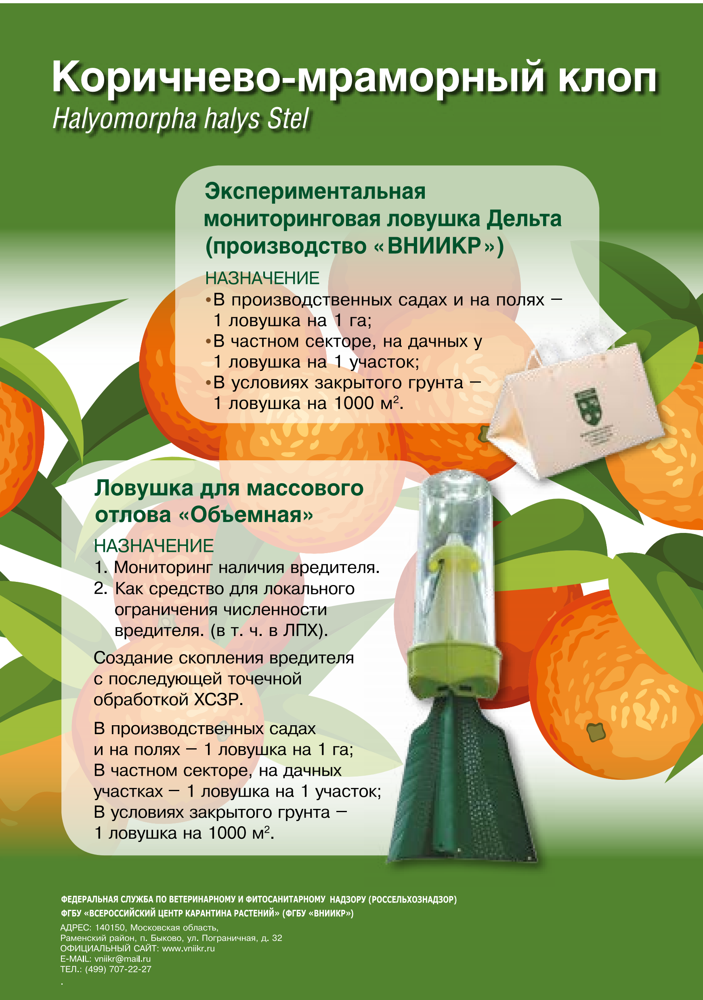 Коричнево-мраморный клоп
Halyomorpha halys Stel
Экспериментальная
мониторинговая ловушка Дельта
(производство «ВНИИКР»)
НАЗНАЧЕНИЕ
•В производственных садах и на полях –
1 ловушка на 1 га;
•В частном секторе, на дачных у
1 ловушка на 1 участок;
•В условиях закрытого грунта –
1 ловушка на 1000 м².
Ловушка для массового
отлова «Объемная»
НАЗНАЧЕНИЕ
1. Мониторинг наличия вредителя.
2. Как средство для локального
ограничения численности
вредителя. (в т. ч. в ЛПХ).
Создание скопления вредителя
с последующей точечной
обработкой ХСЗР.
В производственных садах
и на полях – 1 ловушка на 1 га;
В частном секторе, на дачных
участках – 1 ловушка на 1 участок;
В условиях закрытого грунта –
1 ловушка на 1000 м².
ФЕДЕРАЛЬНАЯ СЛУЖБА ПО ВЕТЕРИНАРНОМУ И ФИТОСАНИТАРНОМУ НАДЗОРУ (РОССЕЛЬХОЗНАДЗОР)
ФГБУ «ВСЕРОССИЙСКИЙ ЦЕНТР КАРАНТИНА РАСТЕНИЙ» (ФГБУ «ВНИИКР»)
АДРЕС: 140150, Московская область,
Раменский район, п. Быково, ул. Пограничная, д. 32
ОФИЦИАЛЬНЫЙ САЙТ: www.vniikr.ru
E-MAIL: vniikr@mail.ru
ТЕЛ.: (499) 707-22-27
.